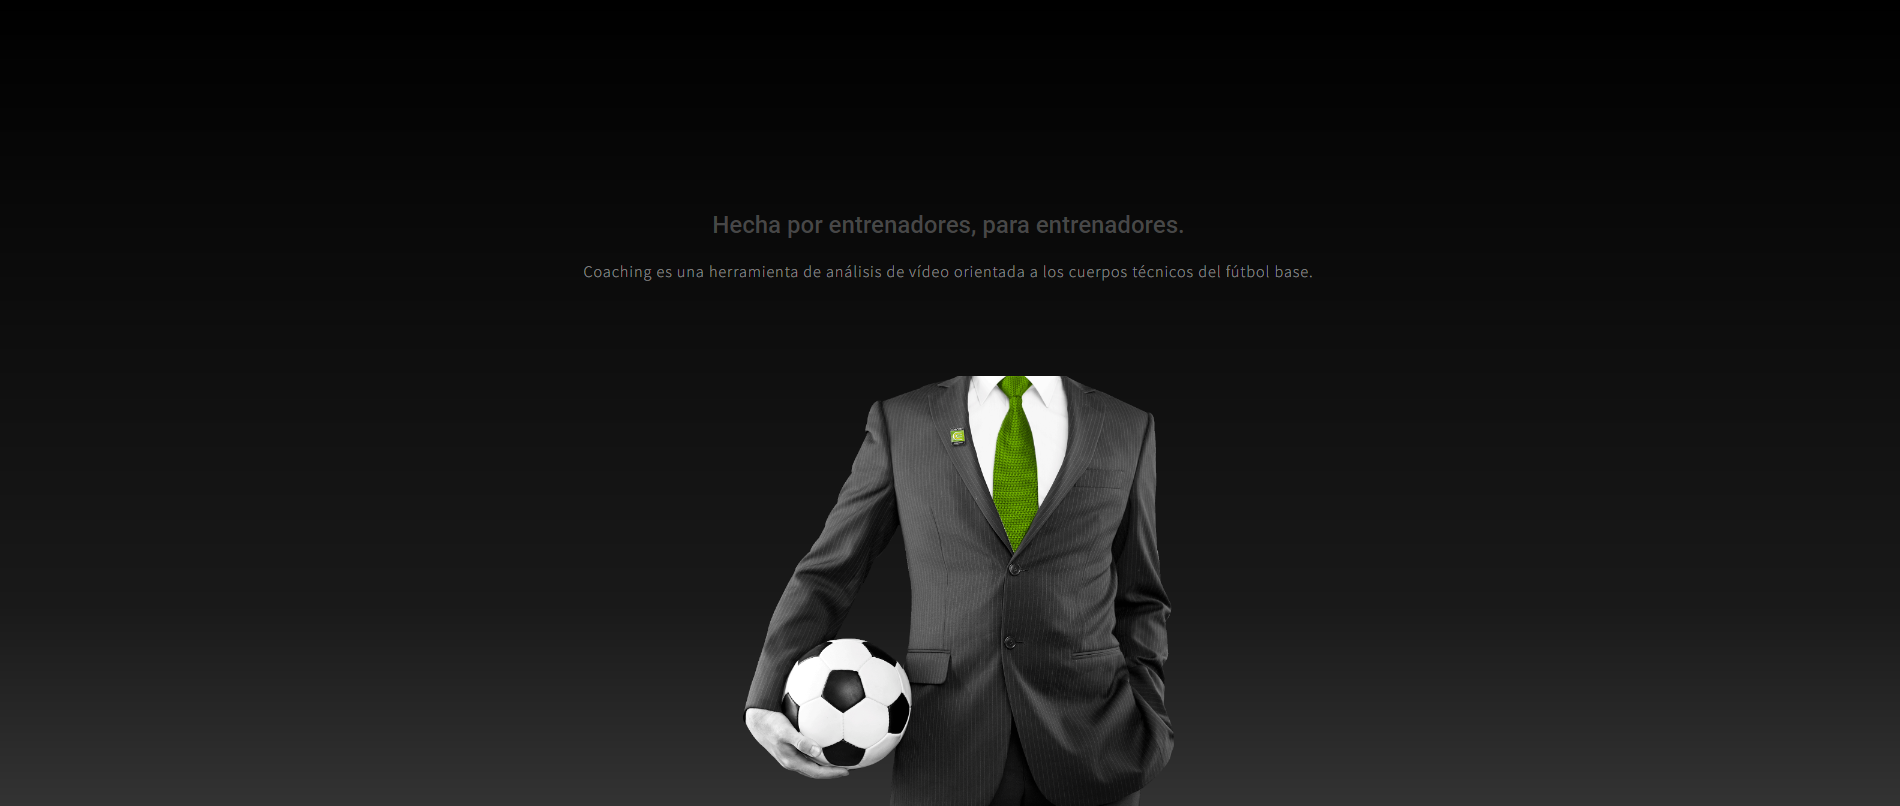 Hecha por entrenadores, para entrenadores.
Coaching es una herramienta de análisis de vídeo orientada a los cuerpos técnicos del fútbol base.